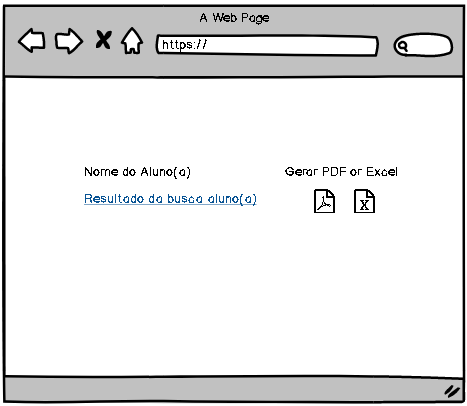 A Web Page
https://
Nome do Aluno(a)
Gerar PDF or Excel
Resultado da busca aluno(a)
X